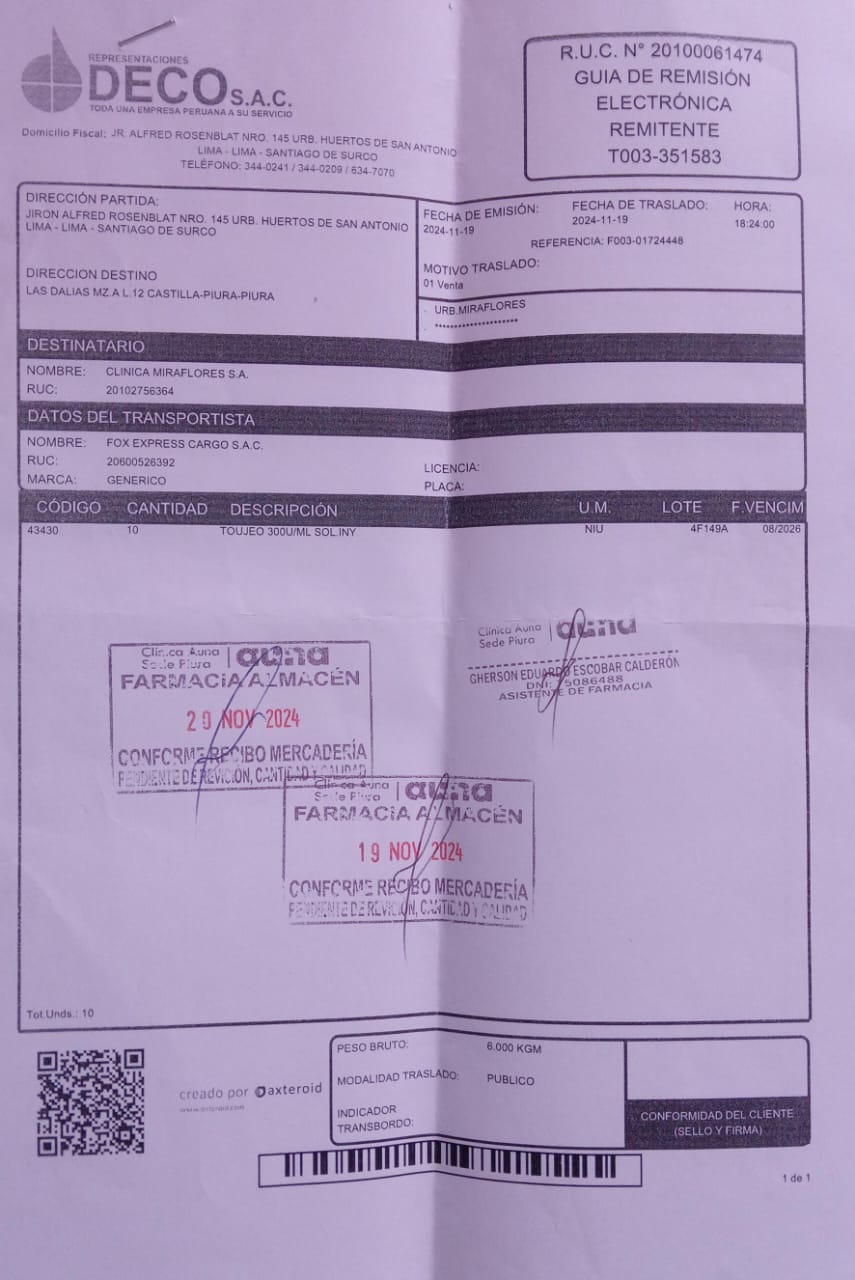 REPRESENTACIONES
DECO S.A.C.
TODA UNA EMPRESA PERUANA A SU SERVICIO
Domicilio Fiscal: JR. ALFRED ROSENBLAT NRO. 145 URB. HUERTOS DE SAN ANTONIO
LIMA - LIMA - SANTIAGO DE SURCO
TELÉFONO: 344-0241 / 344-0209 / 634-7070
R.U.C. N° 20100061474
GUIA DE REMISIÓN
ELECTRÓNICA
REMITENTE
T003-351583
DIRECCIÓN PARTIDA:
JIRON ALFRED ROSENBLAT NRO. 145 URB. HUERTOS DE SAN ANTONIO
LIMA - LIMA - SANTIAGO DE SURCO
DIRECCION DESTINO
LAS DALIAS MZ.A L.12 CASTILLA-PIURA-PIURA
FECHA DE EMISIÓN: FECHA DE TRASLADO: HORA:
2024-11-19 2024-11-19 18:24:00
REFERENCIA: F003-01724448
MOTIVO TRASLADO:
01 Venta
URB.MIRAFLORES
********************
DESTINATARIO
NOMBRE: CLINICA MIRAFLORES S.A.
RUC: 20102756364
DATOS DEL TRANSPORTISTA
NOMBRE: FOX EXPRESS CARGO S.A.C.
RUC: 20600526392
MARCA: GENERICO
LICENCIA:
PLACA:
CÓDIGO CANTIDAD DESCRIPCIÓN U.M. LOTE F.VENCIM
43430 10 TOUJEO 300U/ML SOL.INY NIU 4F149A 08/2026
Clínica Auna
Sede Piura | auna
GHERSON EDUARDO ESCOBAR CALDERÓN
DNI: 5086488
ASISTENTE DE FARMACIA
Clínica Auna
Sede Piura | auna
FARMACIA ALMACÉN
20 NOV 2024
CONFORME RECIBO MERCADERÍA
PENDIENTE DE REVICIÓN, CANTIDAD Y CALIDAD
Clínica Auna
Sede Piura | auna
FARMACIA ALMACÉN
19 NOV 2024
CONFORME RECIBO MERCADERÍA
PENDIENTE DE REVICIÓN, CANTIDAD Y CALIDAD
Tot.Unds.: 10
creado por axteroid
PESO BRUTO: 6.000 KGM
MODALIDAD TRASLADO: PUBLICO
INDICADOR
TRANSBORDO:
CONFORMIDAD DEL CLIENTE
(SELLO Y FIRMA)
1 de 1